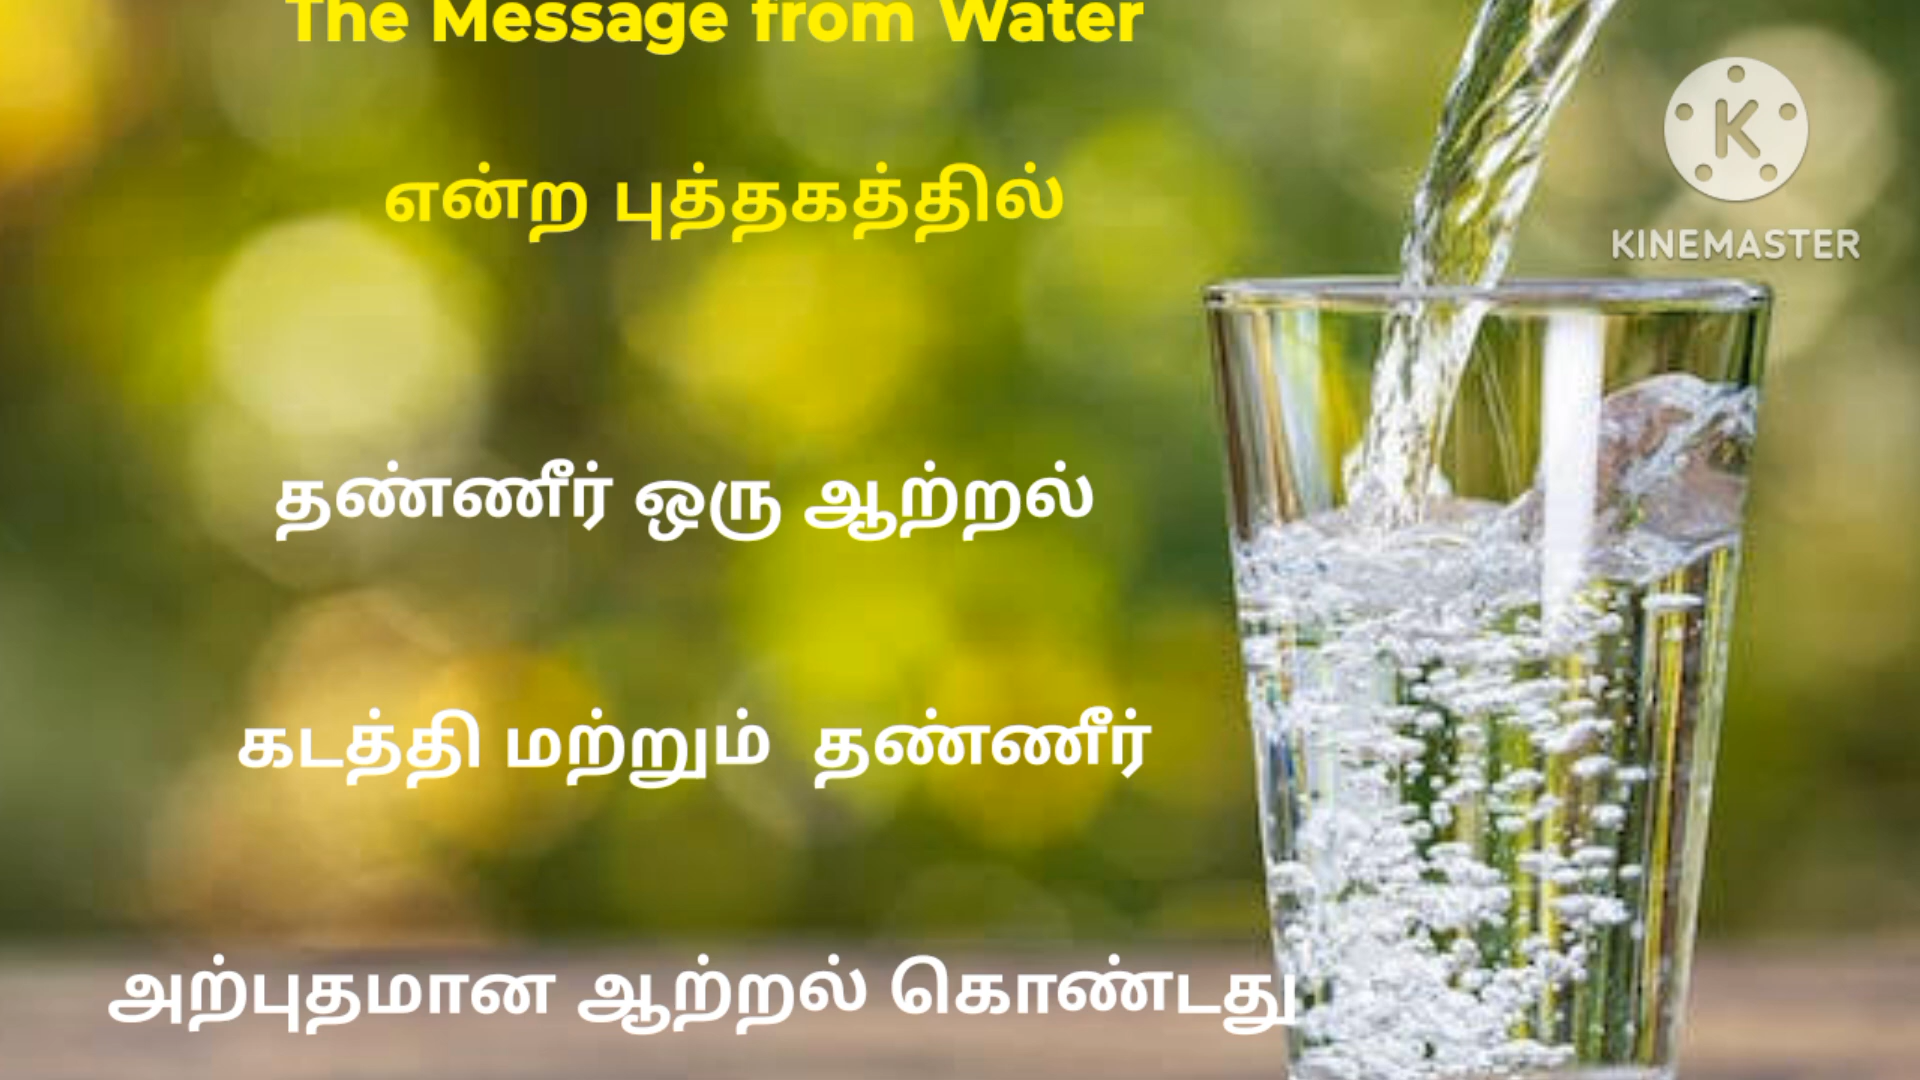 The Message from Water
என்ற புத்தகத்தில்
தண்ணீர் ஒரு ஆற்றல்
கடத்தி மற்றும் தண்ணீர்
அற்புதமான ஆற்றல் கொண்டது
K
KINEMASTER